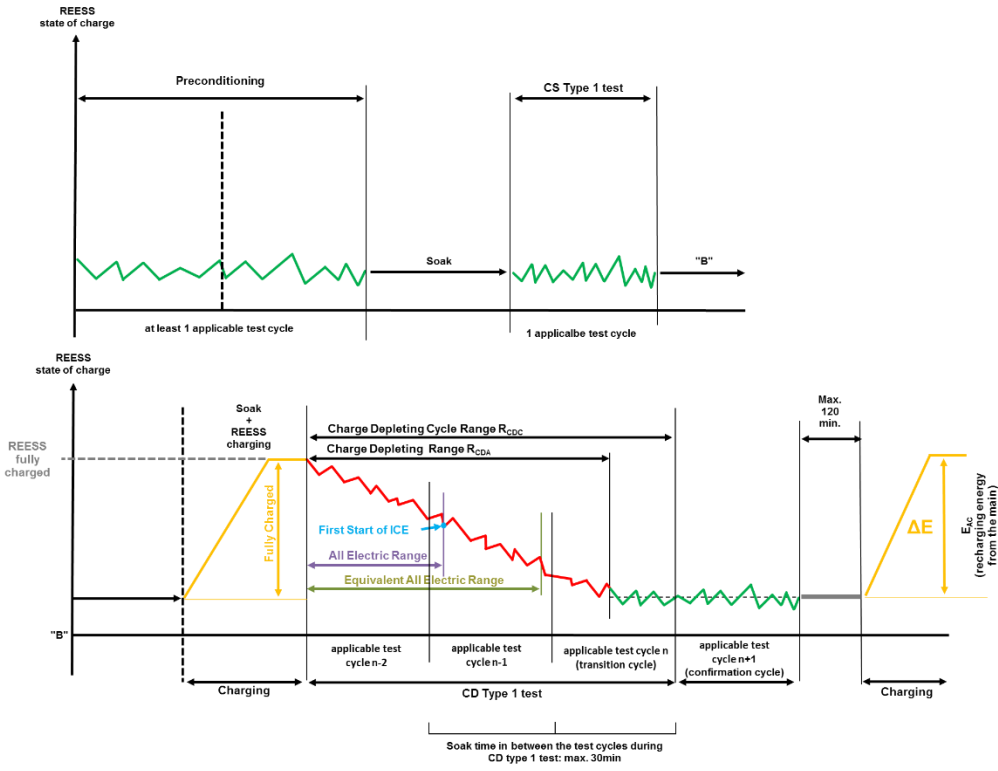 REESS
state of charge
Preconditioning
CS Type 1 test
Soak
"B"
at least 1 applicable test cycle
1 applicalbe test cycle
REESS
state of charge
Soak
+
REESS
charging
Max.
120
min.
REESS
fully
charged
Charge Depleting Cycle Range RCDC
Charge Depleting Range RCDA
Fully Charged
First Start of ICE
All Electric Range
Equivalent All Electric Range
ΔE
EAC
(recharging energy
from the main)
"B"
applicable test
cycle n-2
applicable test
cycle n-1
applicable test cycle n
(transition cycle)
applicable test
cycle n+1
(confirmation cycle)
Charging
CD Type 1 test
Charging
Soak time in between the test cycles during
CD type 1 test: max. 30min